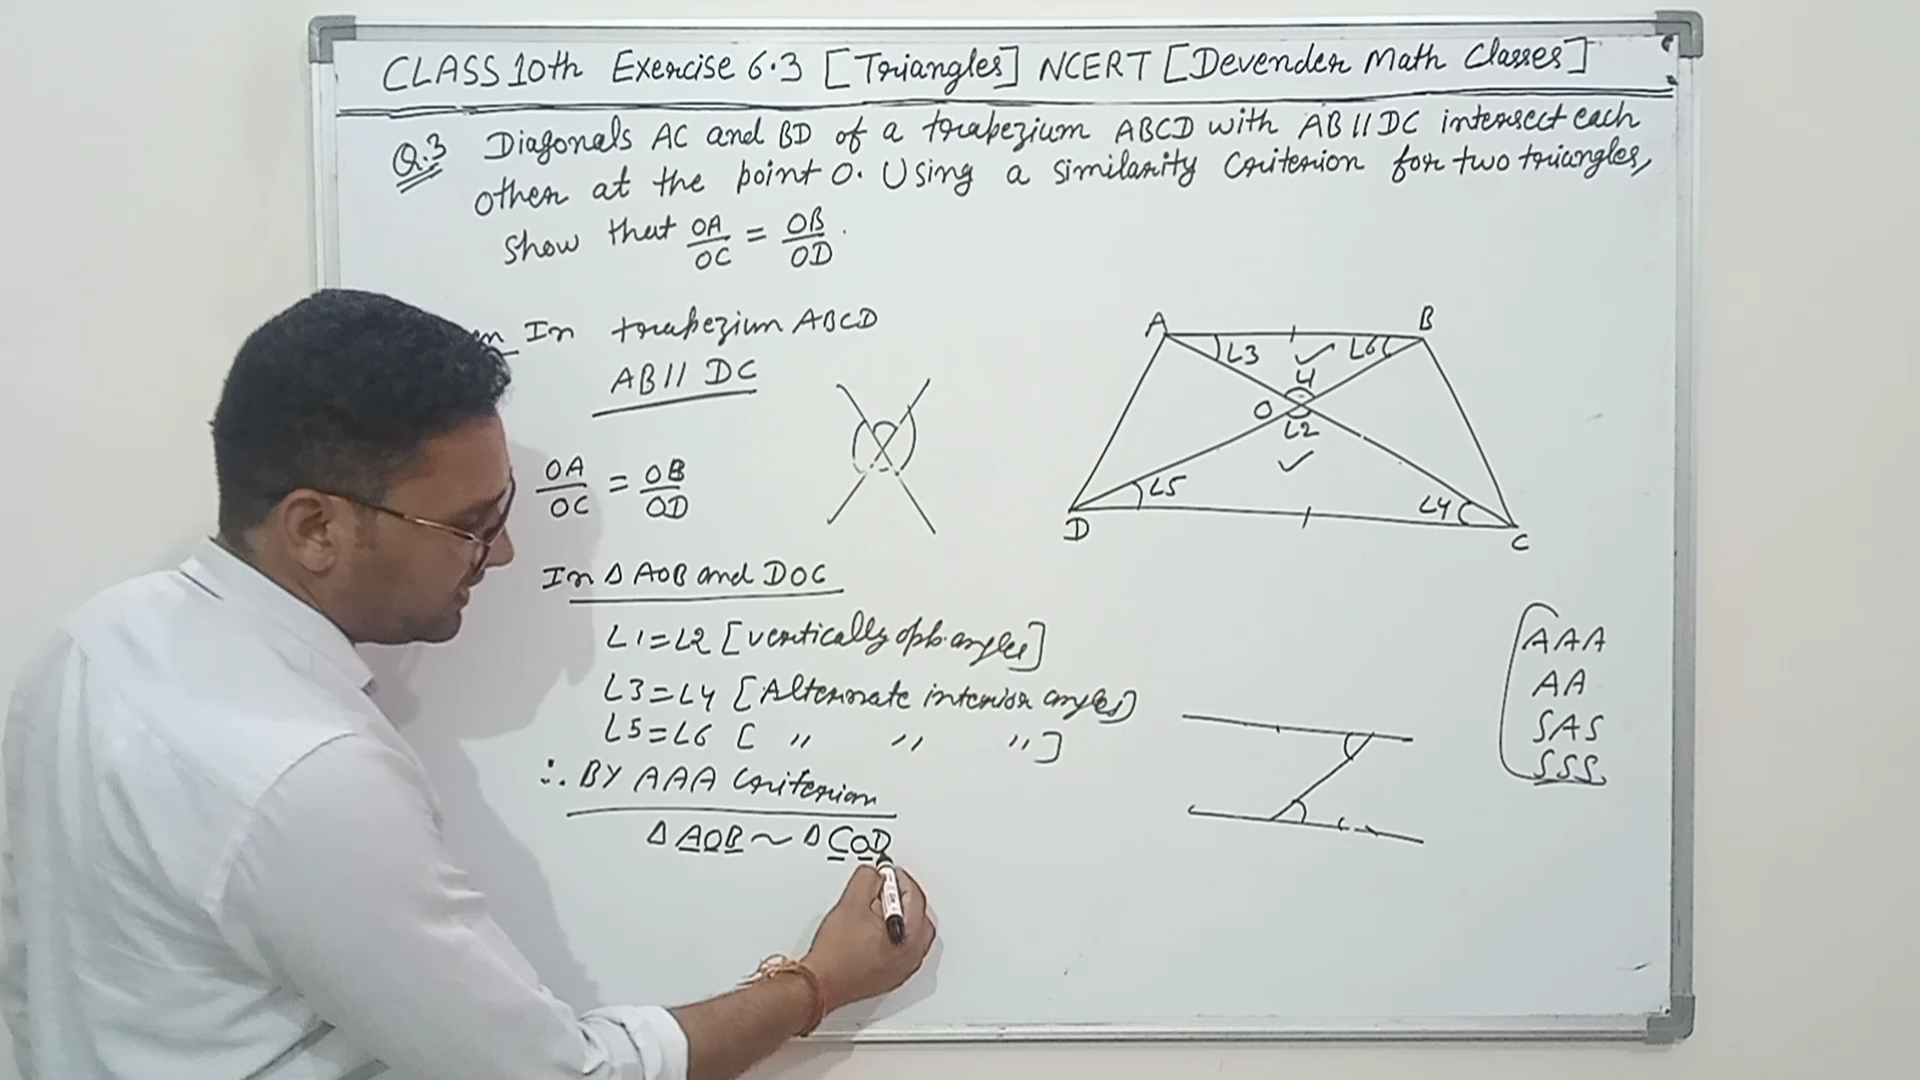 CLASS 10th Exercise 6.3 [Triangles] NCERT [Devender Math Classes]
Q.3 Diagonals AC and BD of a trapezium ABCD with AB || DC intersect each
other at the point O. Using a similarity Criterion for two triangles,
Show that OA/OC = OB/OD.
In trapezium ABCD
AB || DC
OA/OC = OB/OD
In Δ AOB and DOC
∠1=∠2 [vertically opp. angles]
∠3=∠4 [Alternate interior angles]
∠5=∠6 [ " " " ]
∴ BY AAA Criterion
Δ AOB ~ Δ COD
A B
∠3 ∠6
∠1
O
∠2
∠5 ∠4
D C
AAA
AA
SAS
SSS